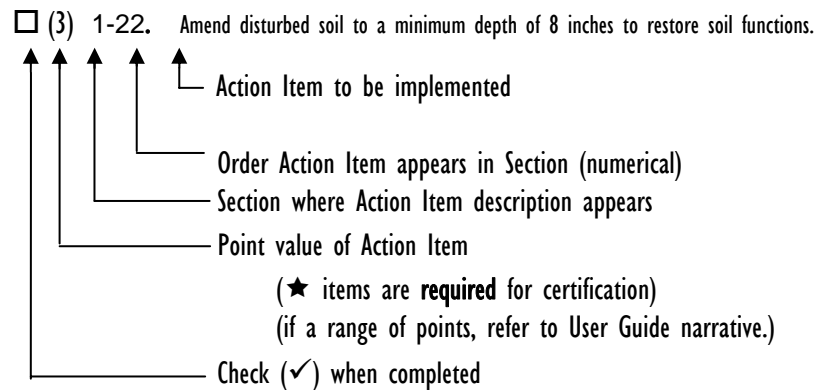 ☐ (3) 1-22. Amend disturbed soil to a minimum depth of 8 inches to restore soil functions.
Action Item to be implemented
Order Action Item appears in Section (numerical)
Section where Action Item description appears
Point value of Action Item
(★ items are required for certification)
(if a range of points, refer to User Guide narrative.)
Check (✓) when completed